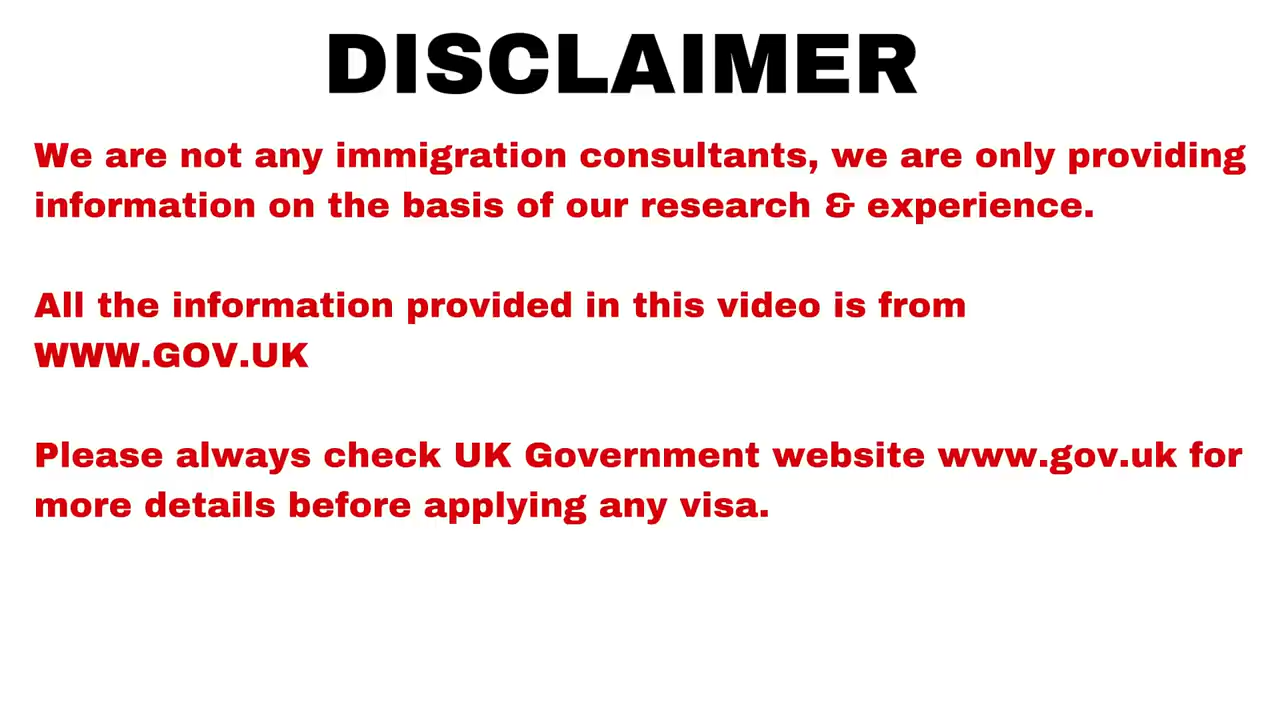 DISCLAIMER
We are not any immigration consultants, we are only providing
information on the basis of our research & experience.
All the information provided in this video is from
WWW.GOV.UK
Please always check UK Government website www.gov.uk for
more details before applying any visa.